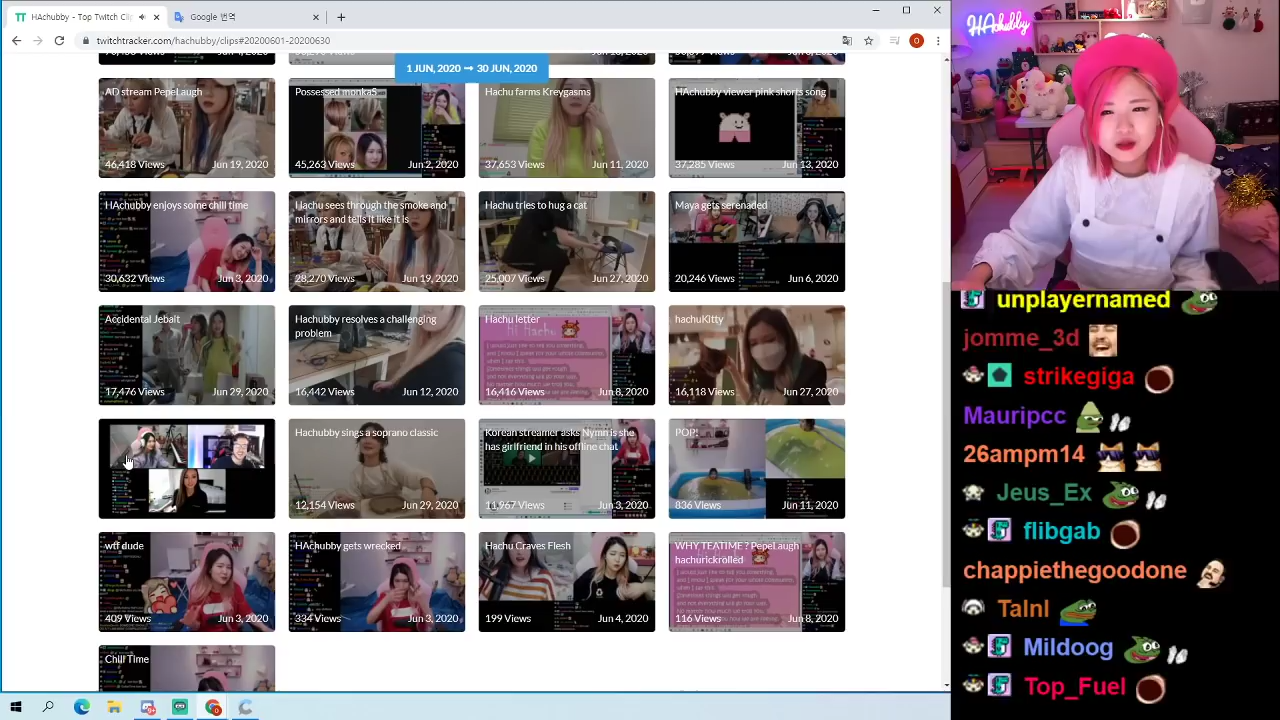 HAchubby - Top Twitch Clip
Google 번역
twitchtracker.com/hachubby/clips#20200601-20200630
1 JUN, 2020 → 30 JUN, 2020
AD stream PepeLaugh
46,418 Views
Jun 19, 2020
Possessed monkaS
45,263 Views
Jun 2, 2020
Hachu farms Kreygasms
37,653 Views
Jun 11, 2020
HAchubby viewer pink shorts song
37,285 Views
Jun 13, 2020
HAchubby enjoys some chill time
30,632 Views
Jun 3, 2020
Hachu sees through the smoke and
mirrors and tells it like it is
28,270 Views
Jun 19, 2020
Hachu tries to hug a cat
25,007 Views
Jun 27, 2020
Maya gets serenaded
20,246 Views
Jun 6, 2020
Accidental Jebait
17,476 Views
Jun 29, 2020
Hachubby resolves a challenging
problem
16,442 Views
Jun 12, 2020
Hachu letter
16,416 Views
Jun 8, 2020
hachuKitty
16,118 Views
Jun 27, 2020
Hachubby sings a soprano classic
12,154 Views
Jun 29, 2020
Korean streamer asks Nymn is she
has girlfriend in his offline chat
11,967 Views
Jun 3, 2020
POP!
836 Views
Jun 11, 2020
wtf dude
409 Views
Jun 3, 2020
HAchubby gets wrecked
334 Views
Jun 3, 2020
Hachu Craves Flesh
199 Views
Jun 4, 2020
WHY TEATIME ? PepeLaugh
hachurickrolled
116 Views
Jun 8, 2020
Chill Time
HAchubby
unplayernamed
jomme_3d
strikegiga
Mauripcc
26ampm14
Jeus_Ex
flibgab
chappiethegoodone
Talnl
Mildoog
Top_Fuel